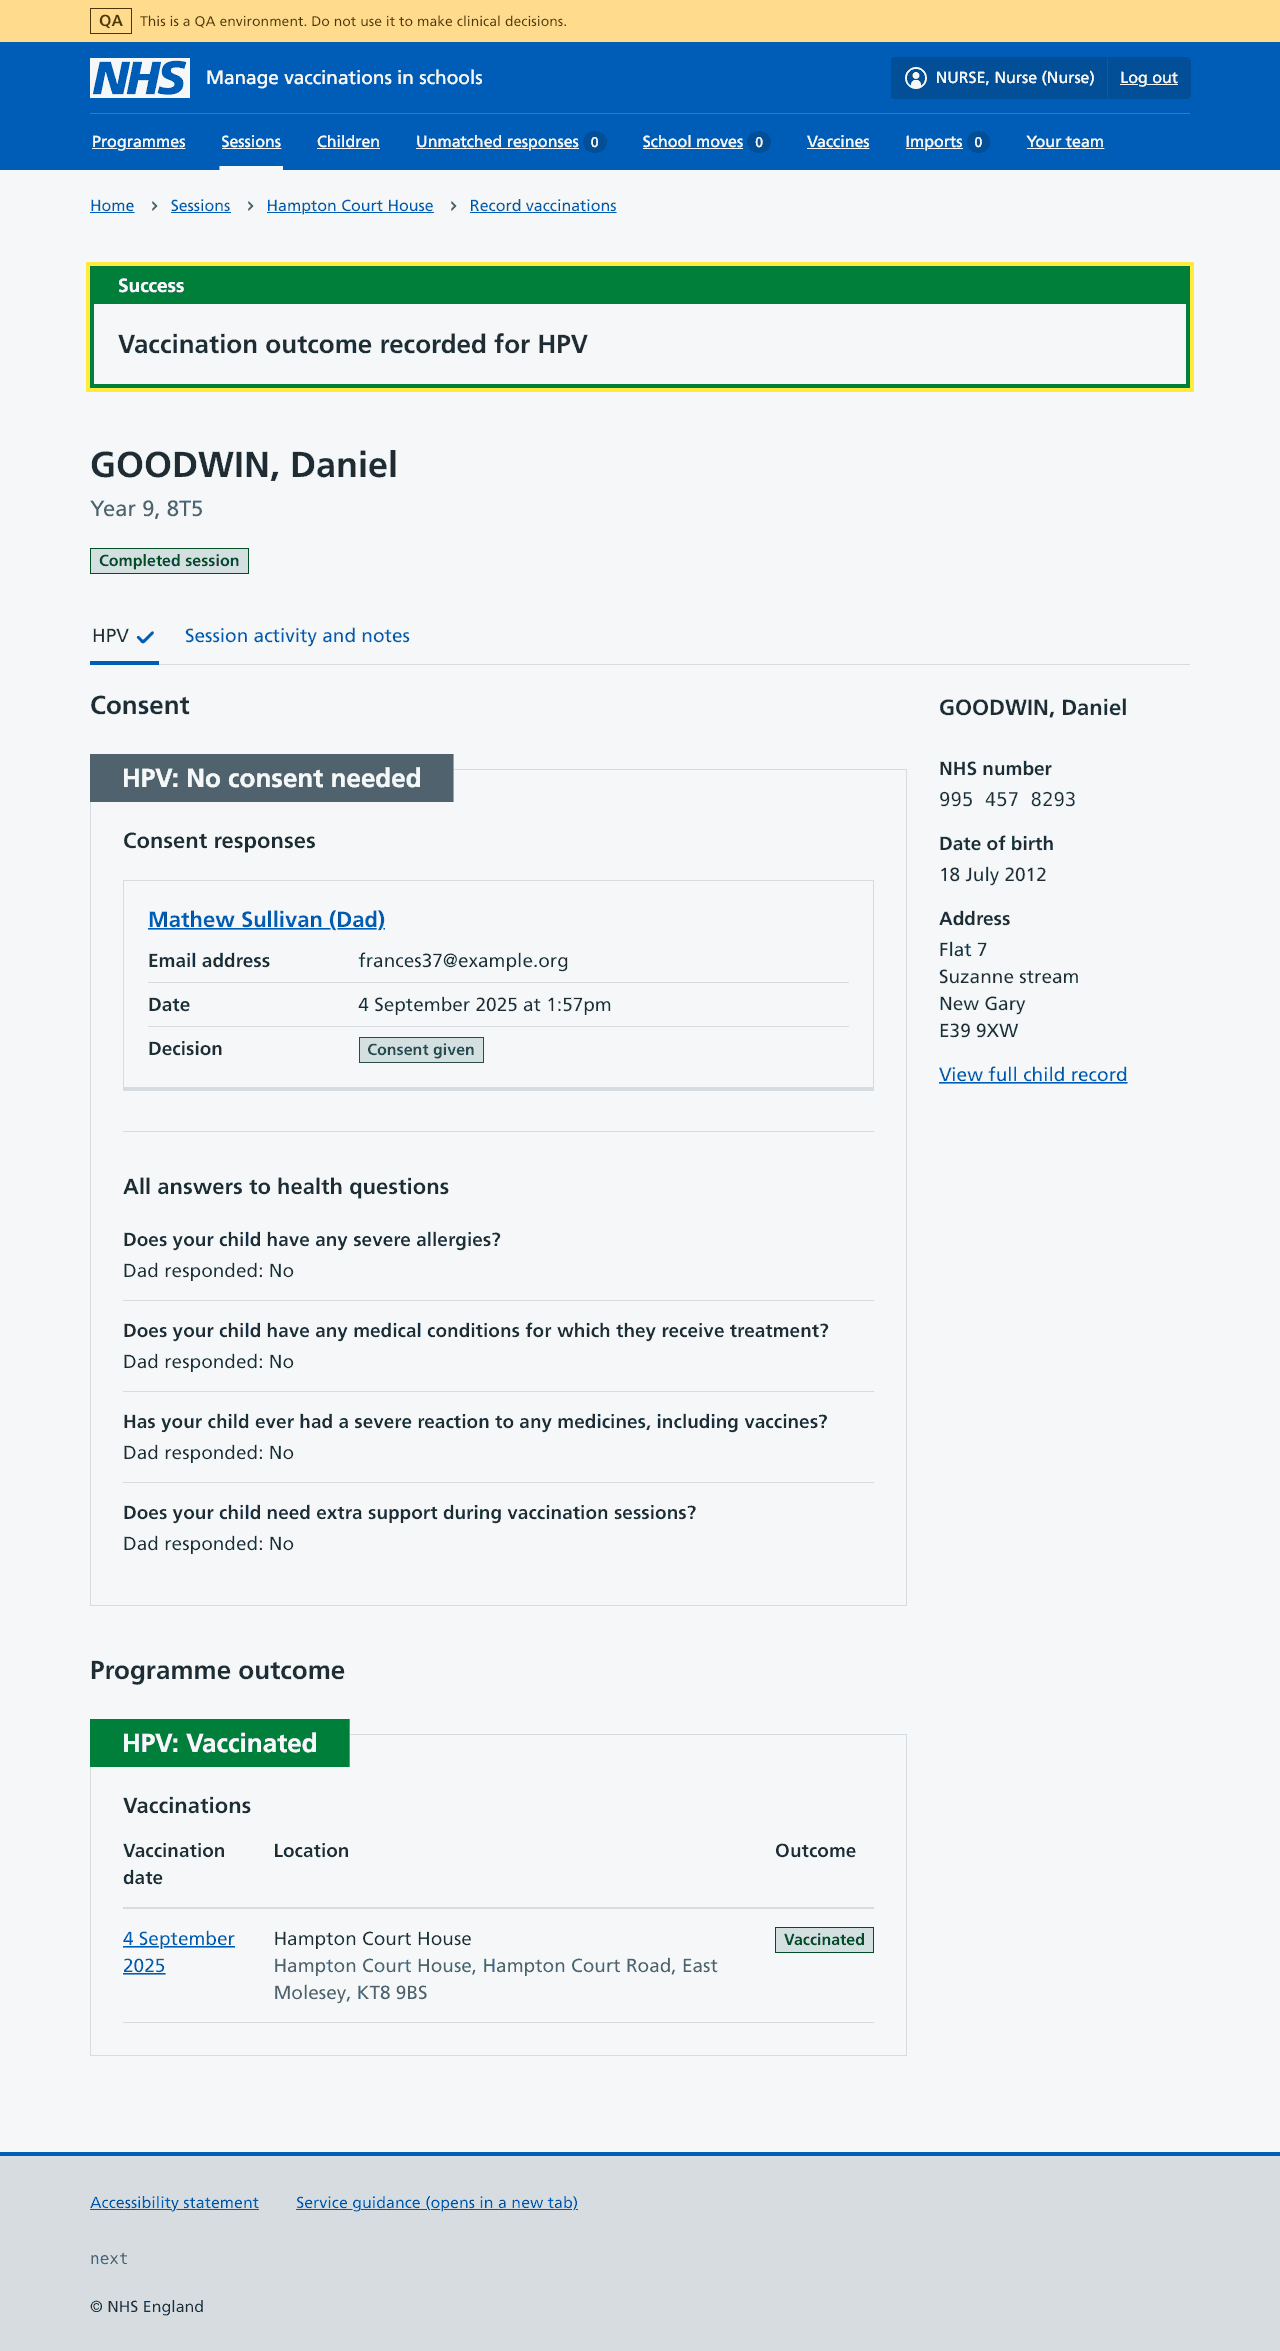 QA This is a QA environment. Do not use it to make clinical decisions.
NHS Manage vaccinations in schools
NURSE, Nurse (Nurse) Log out
Programmes Sessions Children Unmatched responses 0 School moves 0 Vaccines Imports 0 Your team
Home Sessions Hampton Court House Record vaccinations
Success
Vaccination outcome recorded for HPV
GOODWIN, Daniel
Year 9, 8T5
Completed session
HPV Session activity and notes
Consent
HPV: No consent needed
Consent responses
Mathew Sullivan (Dad)
Email address frances37@example.org
Date 4 September 2025 at 1:57pm
Decision Consent given
All answers to health questions
Does your child have any severe allergies?
Dad responded: No
Does your child have any medical conditions for which they receive treatment?
Dad responded: No
Has your child ever had a severe reaction to any medicines, including vaccines?
Dad responded: No
Does your child need extra support during vaccination sessions?
Dad responded: No
GOODWIN, Daniel
NHS number
995 457 8293
Date of birth
18 July 2012
Address
Flat 7
Suzanne stream
New Gary
E39 9XW
View full child record
Programme outcome
HPV: Vaccinated
Vaccinations
Vaccination date Location Outcome
4 September 2025 Hampton Court House Vaccinated
Hampton Court House, Hampton Court Road, East
Molesey, KT8 9BS
Accessibility statement Service guidance (opens in a new tab)
next
© NHS England